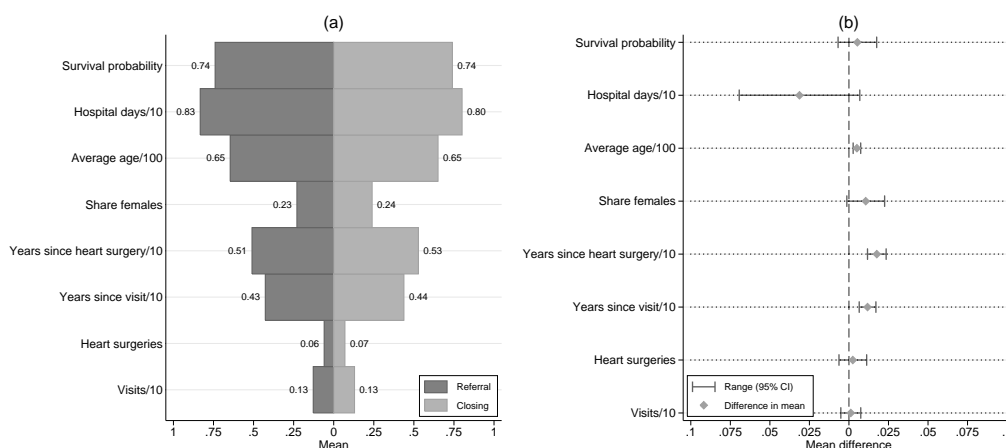 (a)
Survival probability
0.74
0.74
Hospital days/10
0.83
0.80
Average age/100
0.65
0.65
Share females
0.23
0.24
Years since heart surgery/10
0.51
0.53
Years since visit/10
0.43
0.44
Heart surgeries
0.06
0.07
Visits/10
0.13
0.13
Referral
Closing
1 .75 .5 .25 0 .25 .5 .75 1
Mean
(b)
Survival probability
Hospital days/10
Average age/100
Share females
Years since heart surgery/10
Years since visit/10
Heart surgeries
Visits/10
Range (95% CI)
Difference in mean
.1 .075 .05 .025 0 .025 .05 .075
Mean difference